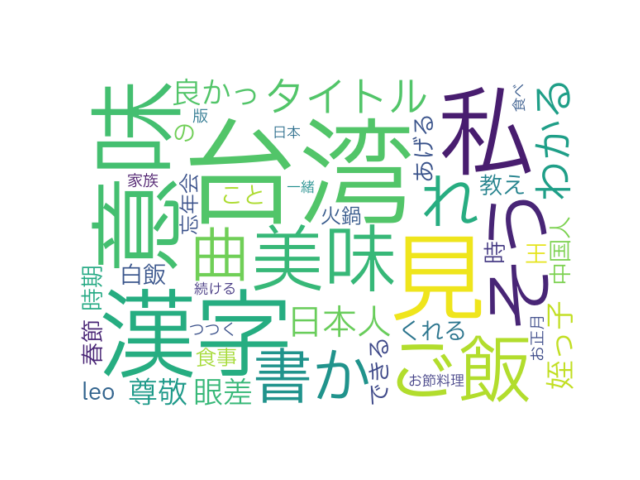 良かっ
タイトル
版
の
日本
食べ
意味
台湾
私
わかる
あげる
れ
家族
忘年会
こと
一緒
火鍋
教え
そう
曲
美味
見
時
王
中国人
白飯
続ける
時期
漢字
つつく
日本人
くれる
お正月
姪っ子
春節
食事
書か
できる
ご飯
お節料理
leo
尊敬
眼差